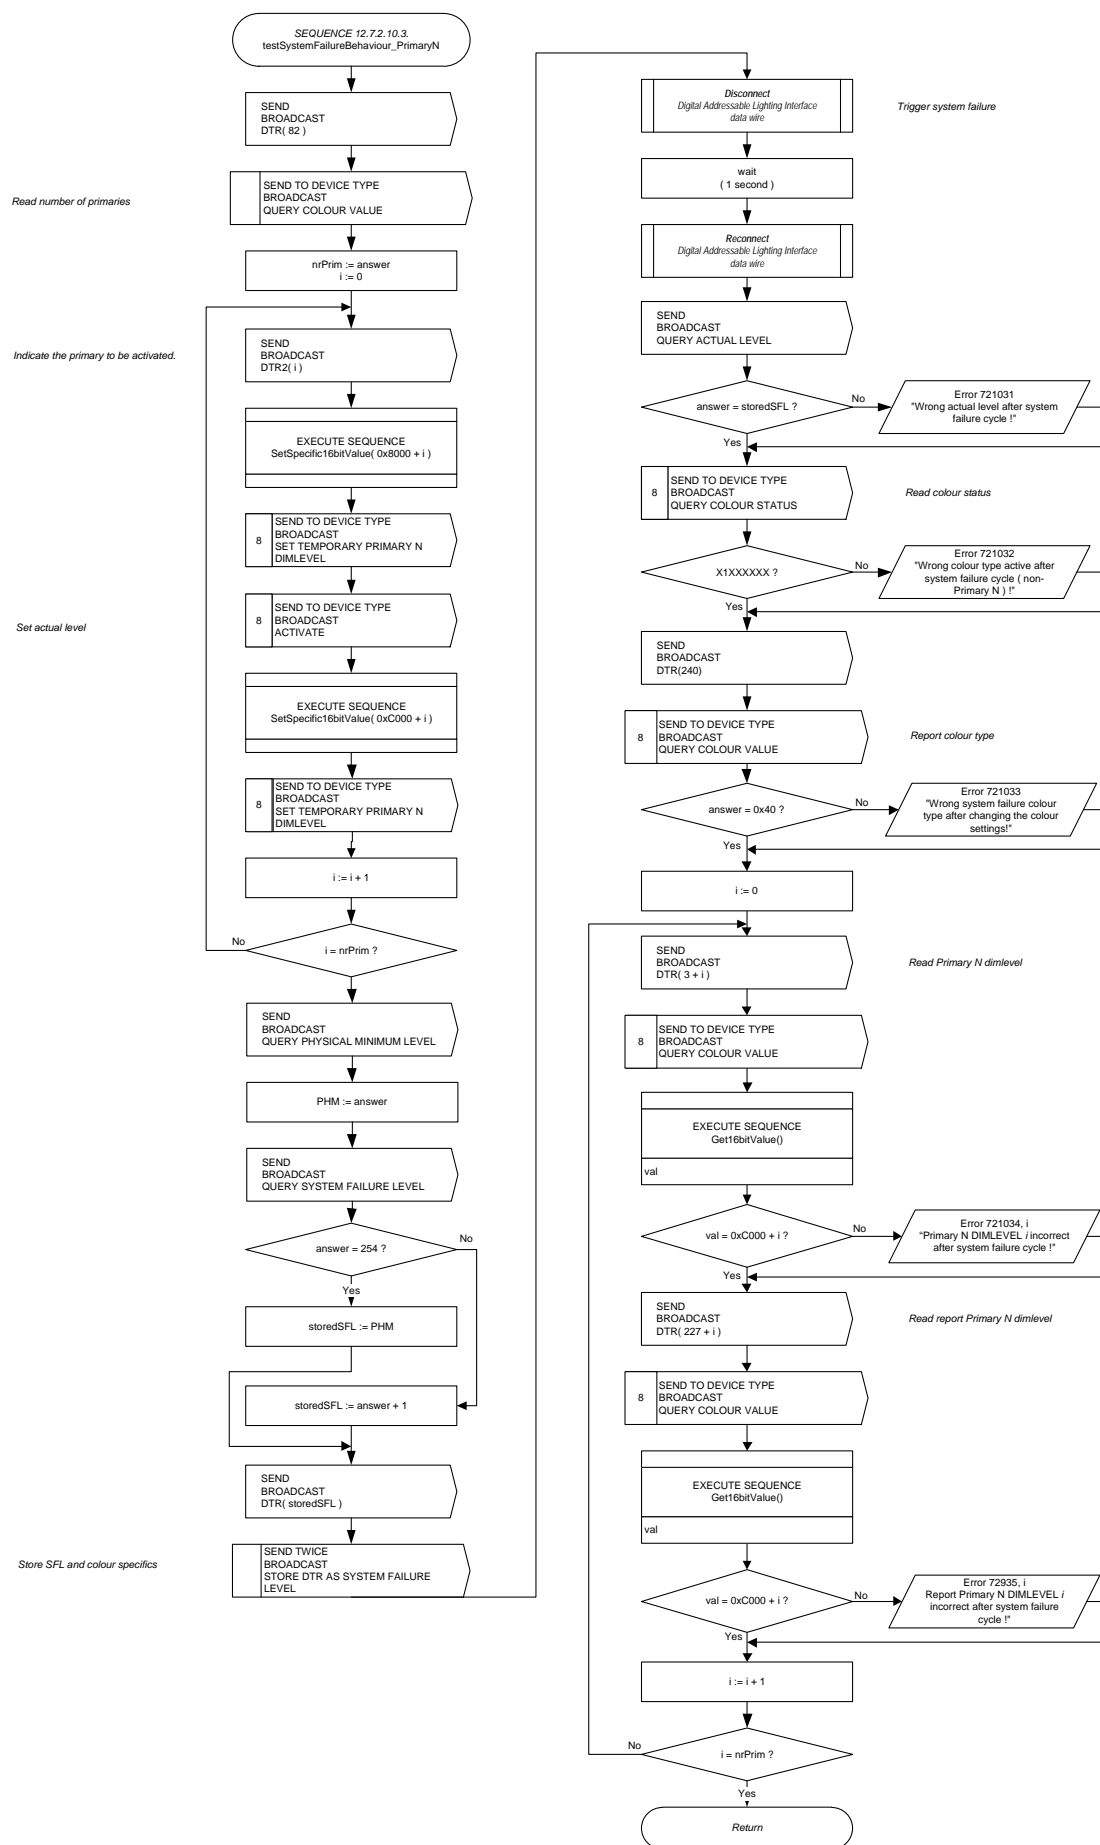 SEQUENCE 12.7.2.10.3.
testSystemFailureBehaviour_PrimaryN
SEND
BROADCAST
DTR( 82 )
Read number of primaries
SEND TO DEVICE TYPE
BROADCAST
QUERY COLOUR VALUE
nrPrim := answer
i := 0
Indicate the primary to be activated.
SEND
BROADCAST
DTR2( i )
EXECUTE SEQUENCE
SetSpecific16bitValue( 0x8000 + i )
8
SEND TO DEVICE TYPE
BROADCAST
SET TEMPORARY PRIMARY N
DIMLEVEL
Set actual level
8
SEND TO DEVICE TYPE
BROADCAST
ACTIVATE
EXECUTE SEQUENCE
SetSpecific16bitValue( 0xC000 + i )
8
SEND TO DEVICE TYPE
BROADCAST
SET TEMPORARY PRIMARY N
DIMLEVEL
i := i + 1
No
i = nrPrim ?
SEND
BROADCAST
QUERY PHYSICAL MINIMUM LEVEL
PHM := answer
SEND
BROADCAST
QUERY SYSTEM FAILURE LEVEL
answer = 254 ?
No
Yes
storedSFL := PHM
storedSFL := answer + 1
SEND
BROADCAST
DTR( storedSFL )
Store SFL and colour specifics
SEND TWICE
BROADCAST
STORE DTR AS SYSTEM FAILURE
LEVEL
Disconnect
Digital Addressable Lighting Interface
data wire
Trigger system failure
wait
( 1 second )
Reconnect
Digital Addressable Lighting Interface
data wire
SEND
BROADCAST
QUERY ACTUAL LEVEL
answer = storedSFL ?
No
Error 721031
"Wrong actual level after system
failure cycle !"
Yes
8
SEND TO DEVICE TYPE
BROADCAST
QUERY COLOUR STATUS
Read colour status
X1XXXXXX ?
No
Error 721032
"Wrong colour type active after
system failure cycle ( non-
Primary N ) !"
Yes
SEND
BROADCAST
DTR(240)
8
SEND TO DEVICE TYPE
BROADCAST
QUERY COLOUR VALUE
Report colour type
answer = 0x40 ?
No
Error 721033
"Wrong system failure colour
type after changing the colour
settings!"
Yes
i := 0
SEND
BROADCAST
DTR( 3 + i )
Read Primary N dimlevel
8
SEND TO DEVICE TYPE
BROADCAST
QUERY COLOUR VALUE
EXECUTE SEQUENCE
Get16bitValue()
val
val = 0xC000 + i ?
No
Error 721034, i
“Primary N DIMLEVEL i incorrect
after system failure cycle !”
Yes
SEND
BROADCAST
DTR( 227 + i )
Read report Primary N dimlevel
8
SEND TO DEVICE TYPE
BROADCAST
QUERY COLOUR VALUE
EXECUTE SEQUENCE
Get16bitValue()
val
val = 0xC000 + i ?
No
Error 72935, i
Report Primary N DIMLEVEL i
incorrect after system failure
cycle !”
Yes
i := i + 1
No
i = nrPrim ?
Yes
Return